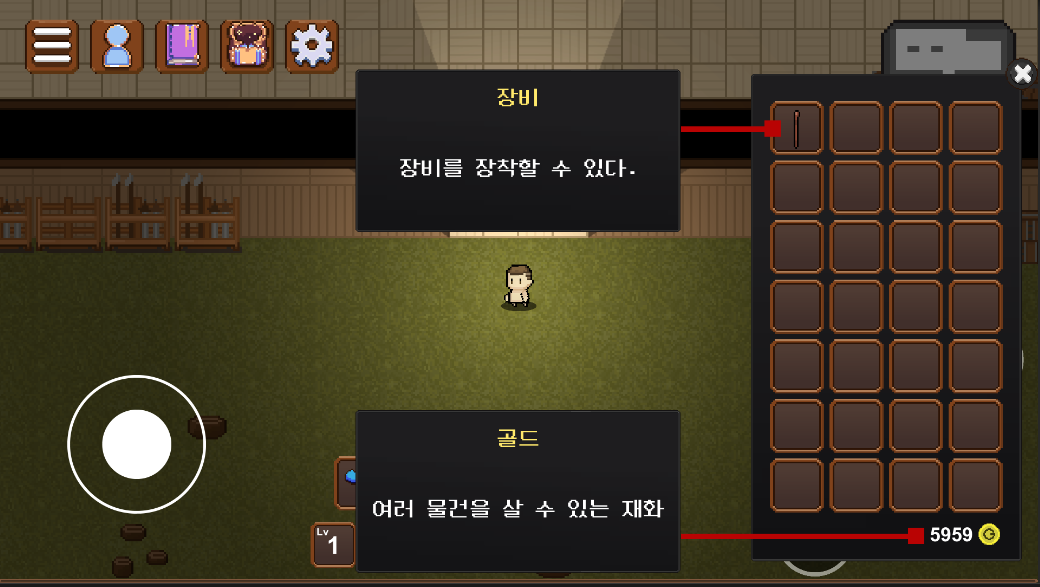 장비
장비를 장착할 수 있다.
골드
여러 물건을 살 수 있는 재화
Lv
1
5959 G